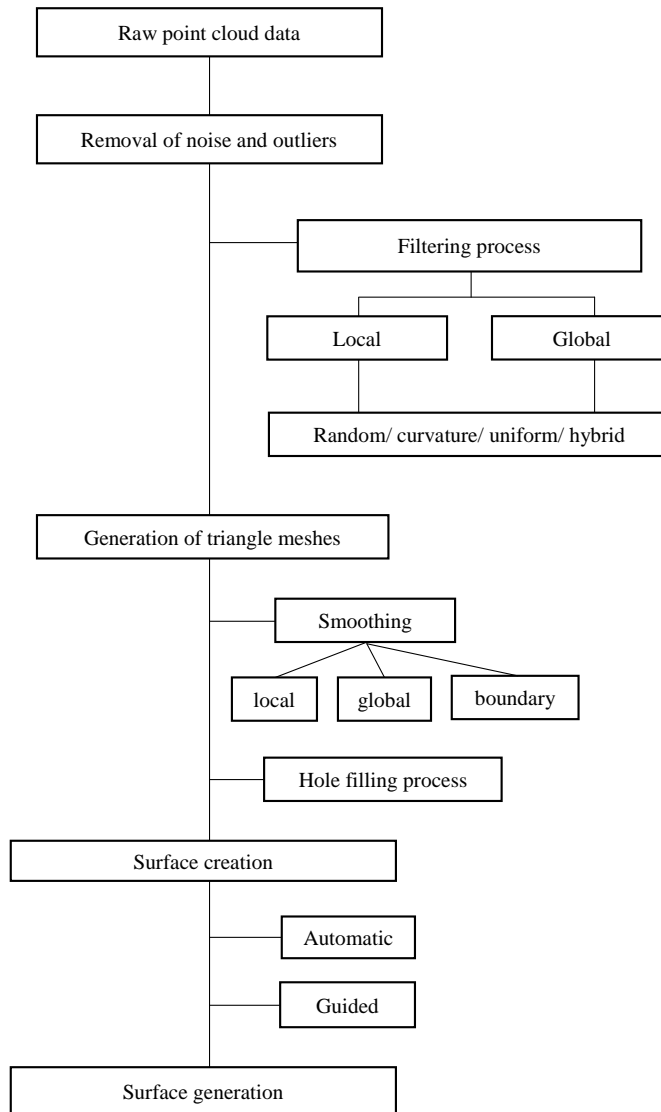 Raw point cloud data
Removal of noise and outliers
Filtering process
Local
Global
Random/ curvature/ uniform/ hybrid
Generation of triangle meshes
Smoothing
local
global
boundary
Hole filling process
Surface creation
Automatic
Guided
Surface generation